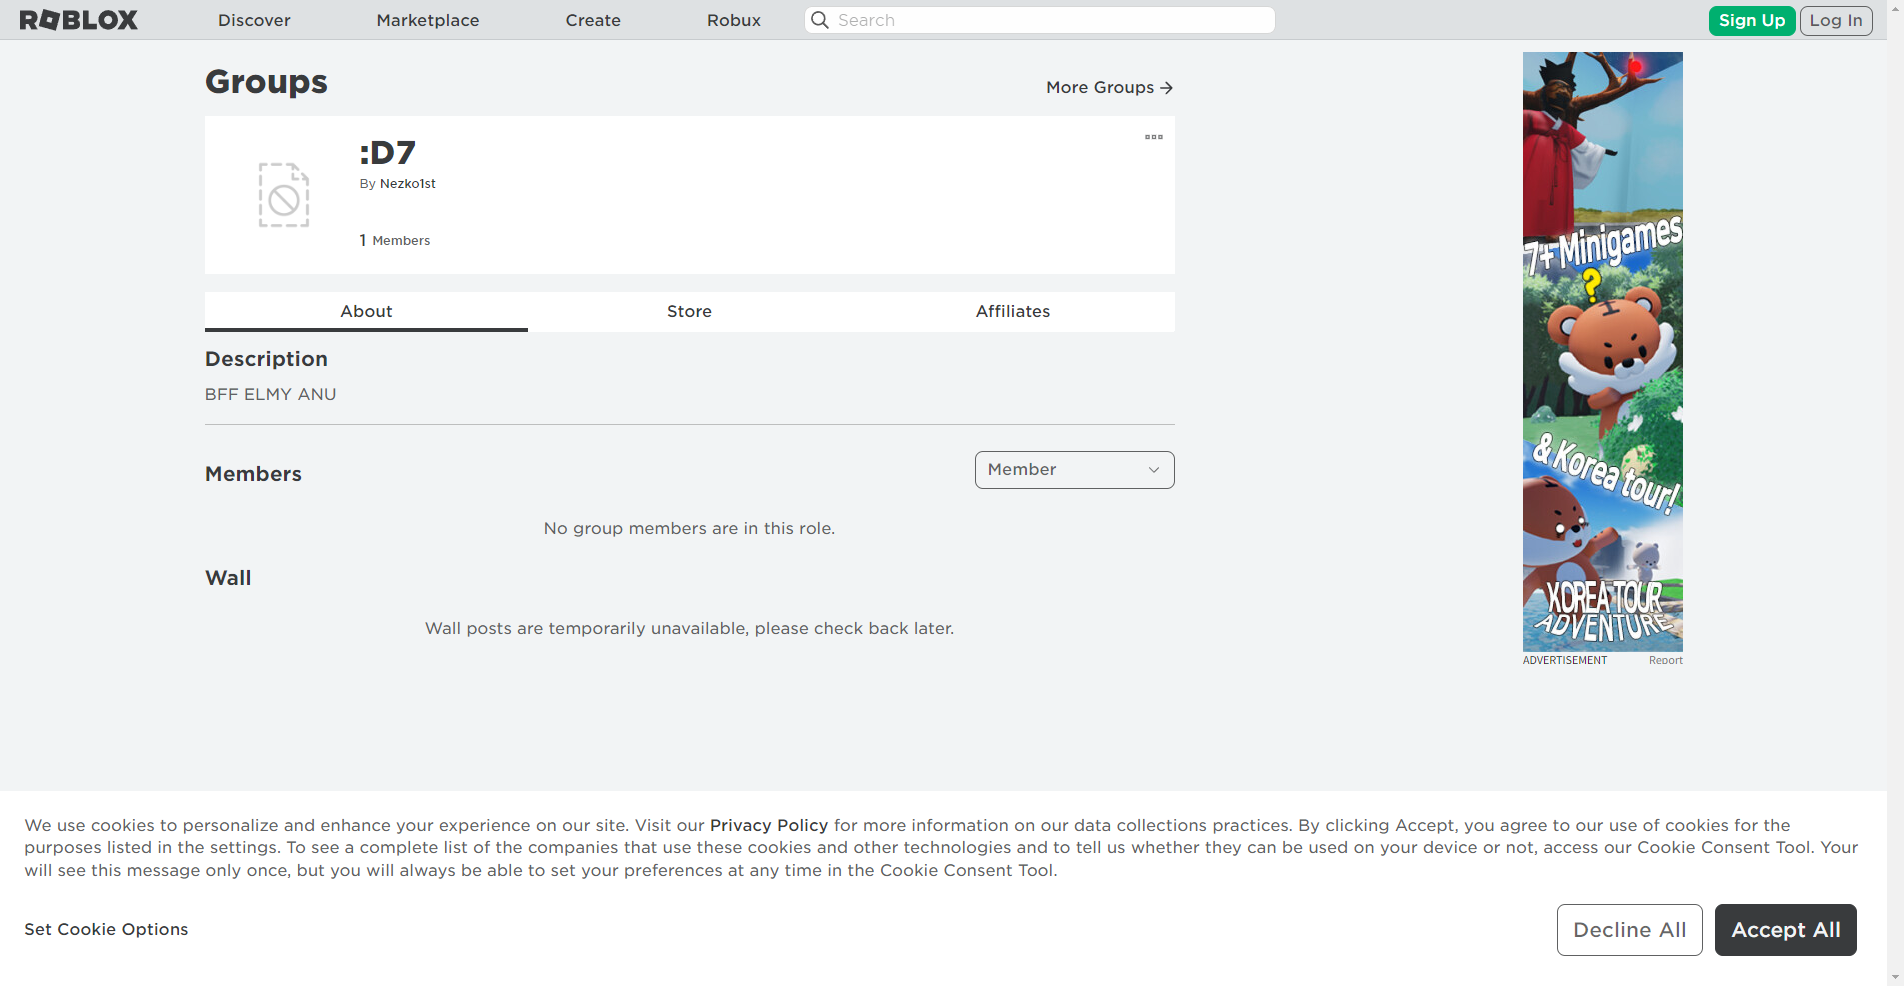 ROBLOX
Discover
Marketplace
Create
Robux
Search
Sign Up
Log In
Groups
More Groups →
:D7
By Nezko1st
1 Members
About
Store
Affiliates
Description
BFF ELMY ANU
Members
Member
No group members are in this role.
Wall
Wall posts are temporarily unavailable, please check back later.
7+ Minigames
?
& Korea tour!
KOREA TOUR
ADVENTURE
ADVERTISEMENT
Report
We use cookies to personalize and enhance your experience on our site. Visit our Privacy Policy for more information on our data collections practices. By clicking Accept, you agree to our use of cookies for the
purposes listed in the settings. To see a complete list of the companies that use these cookies and other technologies and to tell us whether they can be used on your device or not, access our Cookie Consent Tool. Your
will see this message only once, but you will always be able to set your preferences at any time in the Cookie Consent Tool.
Set Cookie Options
Decline All
Accept All